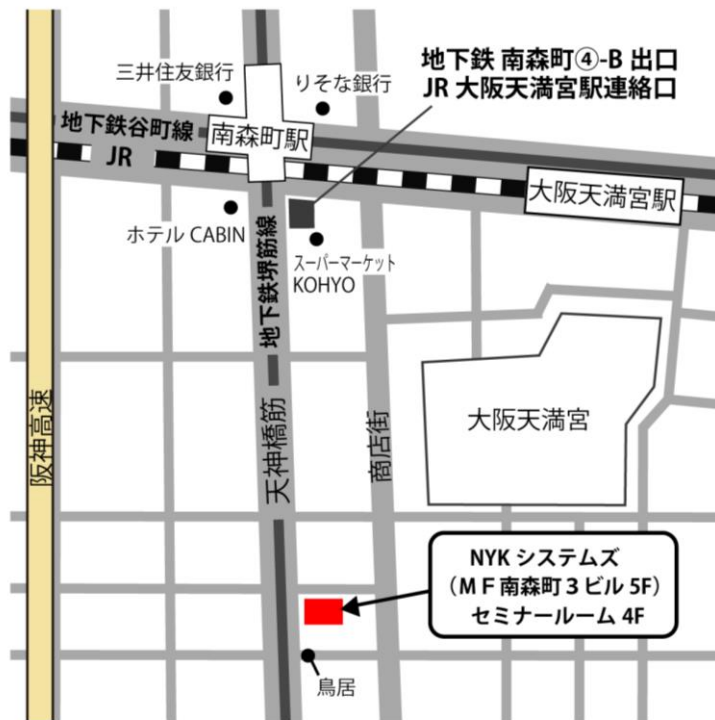 地下鉄 南森町④-B 出口
JR 大阪天満宮駅連絡口
三井住友銀行
りそな銀行
地下鉄谷町線
南森町駅
JR
大阪天満宮駅
ホテル CABIN
スーパーマーケット
KOHYO
地下鉄堺筋線
大阪天満宮
天神橋筋
商店街
阪神高速
NYK システムズ
（ＭＦ南森町３ビル 5F）
セミナールーム 4F
鳥居